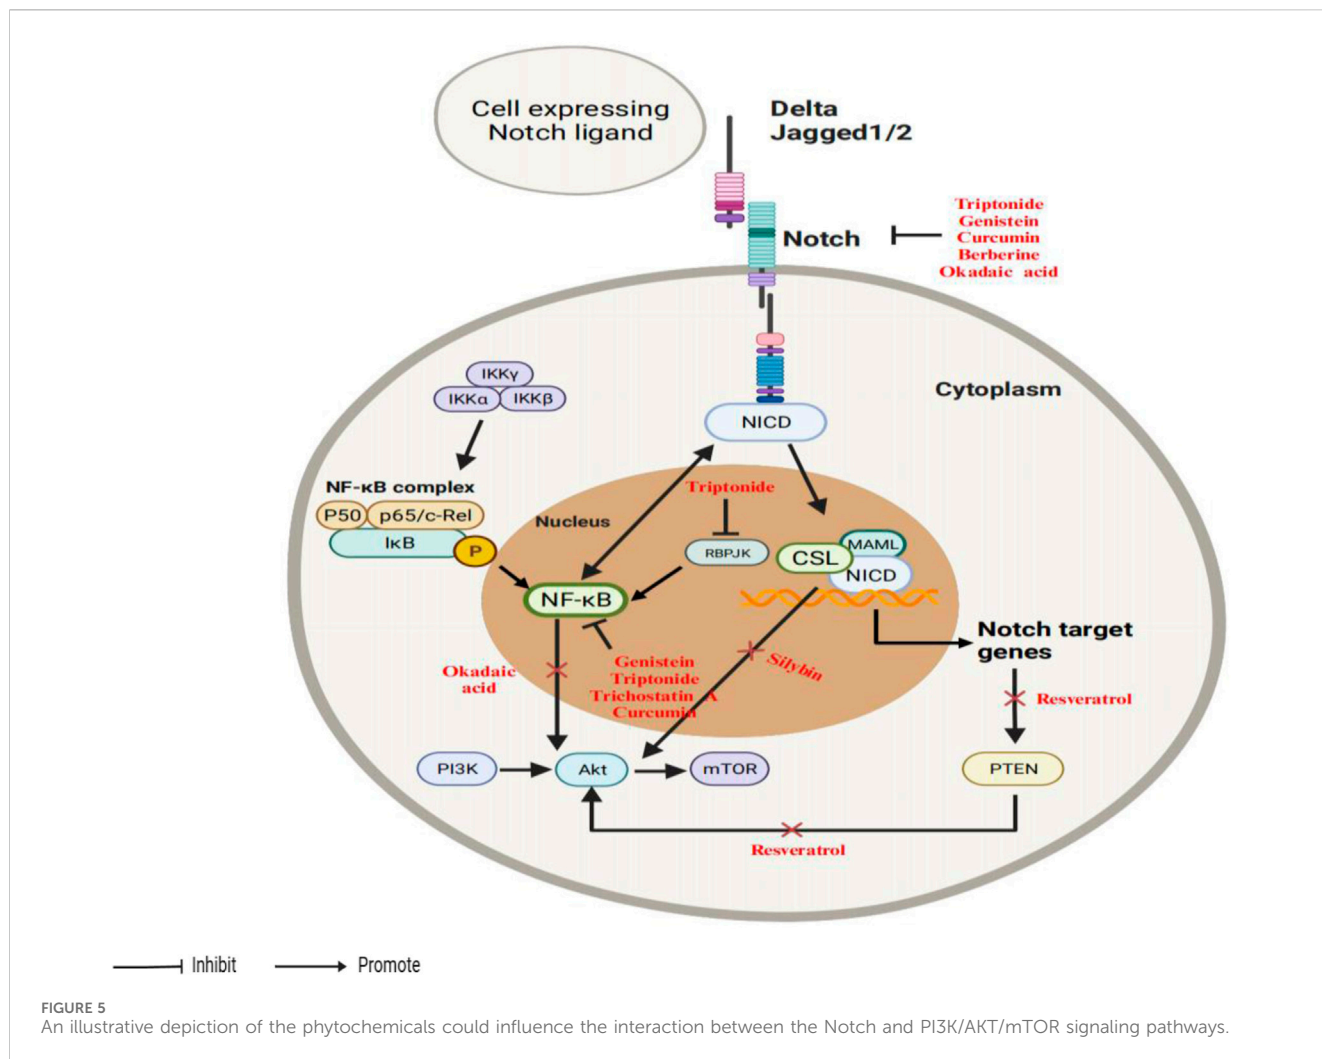 Cell expressing
Notch ligand
Delta
Jagged1/2
Notch
Triptonide
Genistein
Curcumin
Berberine
Okadaic acid
IKKγ
IKKα
IKKβ
NICD
Cytoplasm
NF-κB complex
P50
p65/c-Rel
IκB
P
Nucleus
Triptonide
RBPJK
CSL
MAML
NICD
NF-κB
Notch target
genes
Okadaic
acid
Genistein
Triptonide
Trichostatin A
Curcumin
Silybin
Resveratrol
PI3K
Akt
mTOR
PTEN
Resveratrol
Inhibit
Promote
FIGURE 5
An illustrative depiction of the phytochemicals could influence the interaction between the Notch and PI3K/AKT/mTOR signaling pathways.